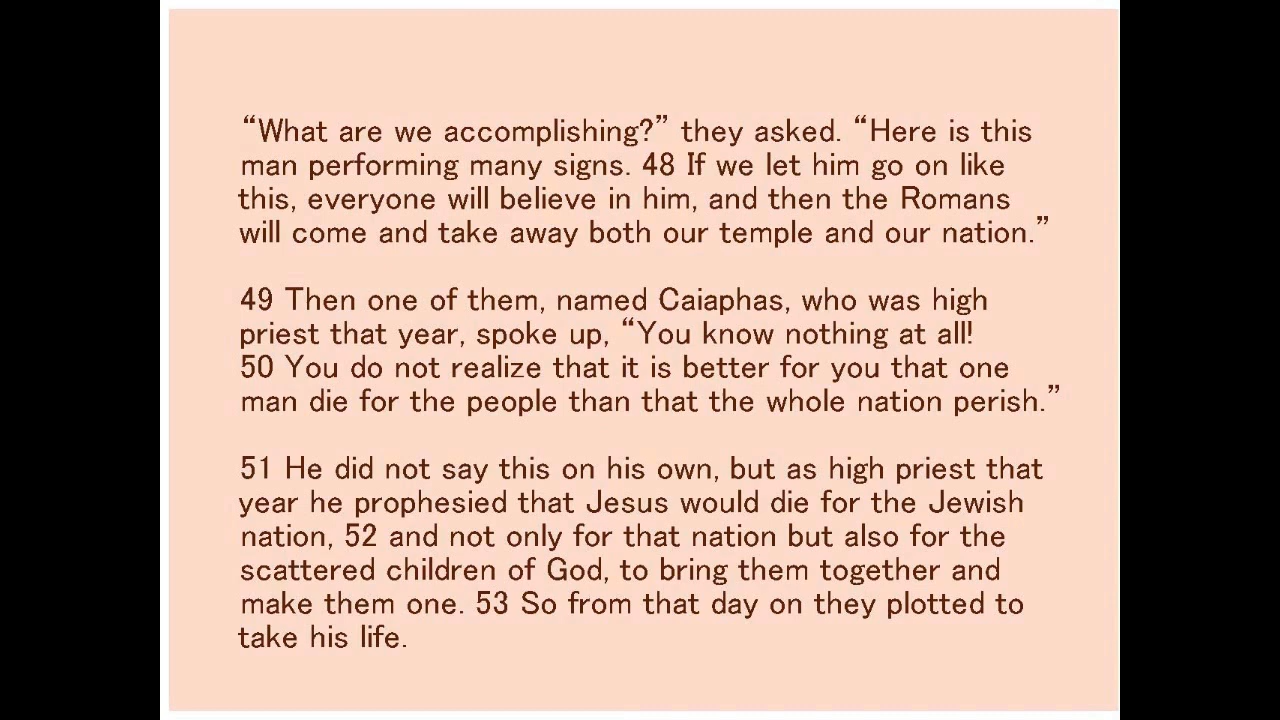 “What are we accomplishing?” they asked. “Here is this
man performing many signs. 48 If we let him go on like
this, everyone will believe in him, and then the Romans
will come and take away both our temple and our nation.”
49 Then one of them, named Caiaphas, who was high
priest that year, spoke up, “You know nothing at all!
50 You do not realize that it is better for you that one
man die for the people than that the whole nation perish.”
51 He did not say this on his own, but as high priest that
year he prophesied that Jesus would die for the Jewish
nation, 52 and not only for that nation but also for the
scattered children of God, to bring them together and
make them one. 53 So from that day on they plotted to
take his life.